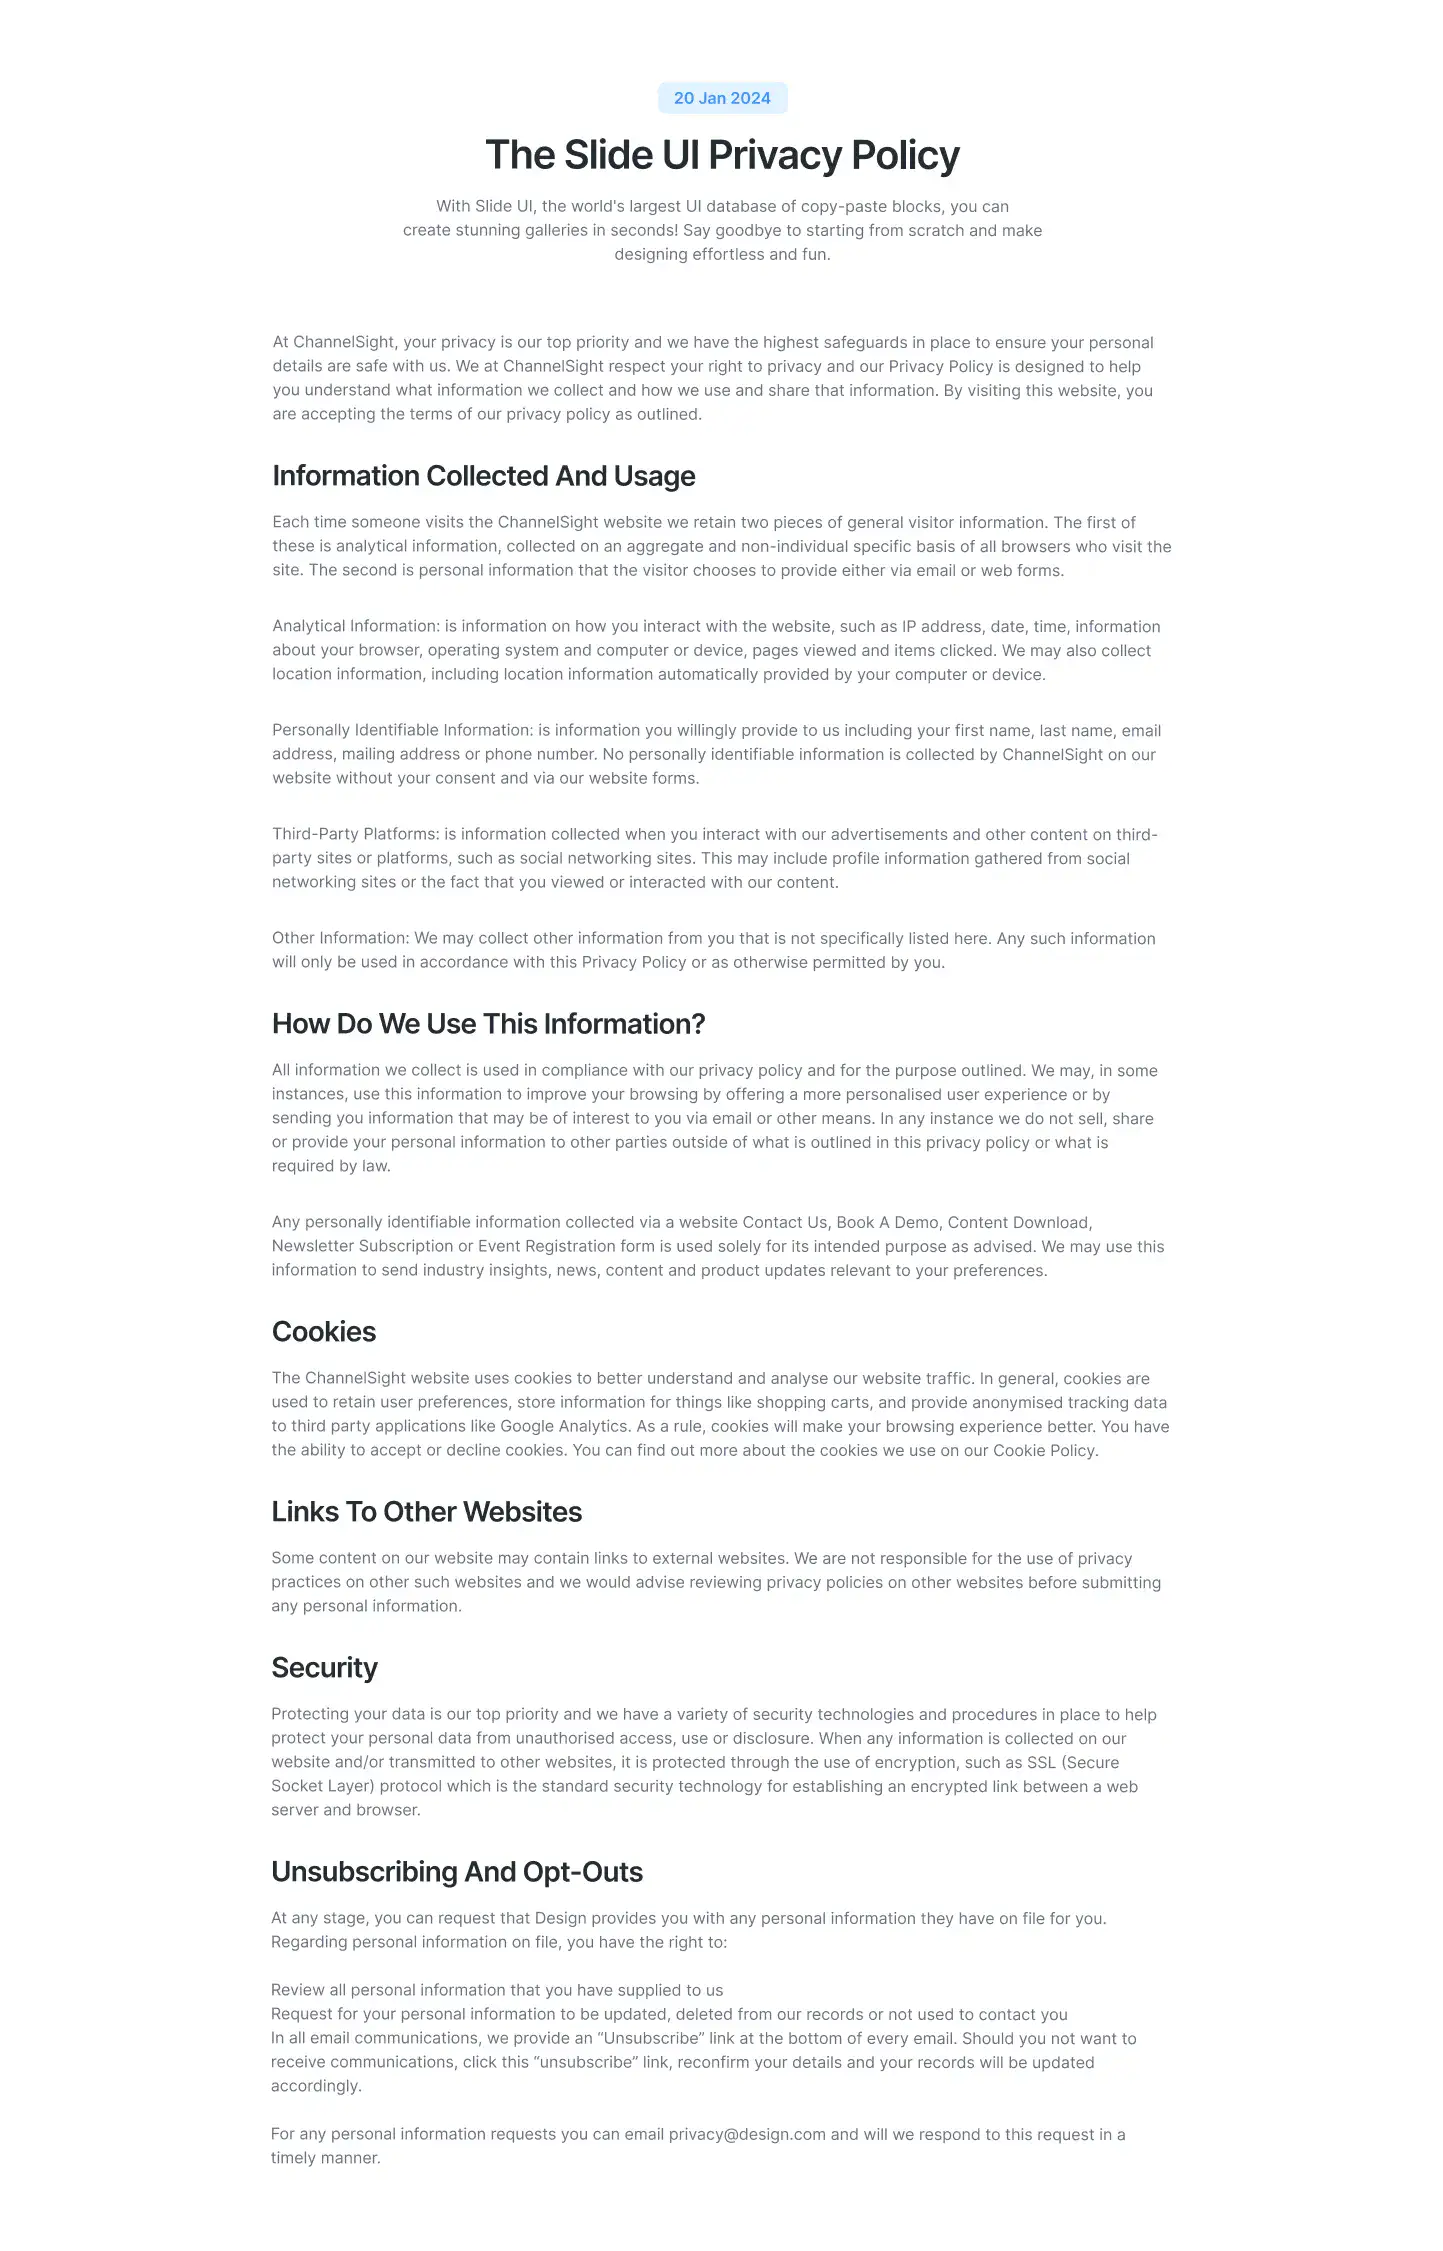 20 Jan 2024
The Slide UI Privacy Policy
With Slide UI, the world's largest UI database of copy-paste blocks, you can
create stunning galleries in seconds! Say goodbye to starting from scratch and make
designing effortless and fun.
At ChannelSight, your privacy is our top priority and we have the highest safeguards in place to ensure your personal
details are safe with us. We at ChannelSight respect your right to privacy and our Privacy Policy is designed to help
you understand what information we collect and how we use and share that information. By visiting this website, you
are accepting the terms of our privacy policy as outlined.
Information Collected And Usage
Each time someone visits the ChannelSight website we retain two pieces of general visitor information. The first of
these is analytical information, collected on an aggregate and non-individual specific basis of all browsers who visit the
site. The second is personal information that the visitor chooses to provide either via email or web forms.
Analytical Information: is information on how you interact with the website, such as IP address, date, time, information
about your browser, operating system and computer or device, pages viewed and items clicked. We may also collect
location information, including location information automatically provided by your computer or device.
Personally Identifiable Information: is information you willingly provide to us including your first name, last name, email
address, mailing address or phone number. No personally identifiable information is collected by ChannelSight on our
website without your consent and via our website forms.
Third-Party Platforms: is information collected when you interact with our advertisements and other content on third-
party sites or platforms, such as social networking sites. This may include profile information gathered from social
networking sites or the fact that you viewed or interacted with our content.
Other Information: We may collect other information from you that is not specifically listed here. Any such information
will only be used in accordance with this Privacy Policy or as otherwise permitted by you.
How Do We Use This Information?
All information we collect is used in compliance with our privacy policy and for the purpose outlined. We may, in some
instances, use this information to improve your browsing by offering a more personalised user experience or by
sending you information that may be of interest to you via email or other means. In any instance we do not sell, share
or provide your personal information to other parties outside of what is outlined in this privacy policy or what is
required by law.
Any personally identifiable information collected via a website Contact Us, Book A Demo, Content Download,
Newsletter Subscription or Event Registration form is used solely for its intended purpose as advised. We may use this
information to send industry insights, news, content and product updates relevant to your preferences.
Cookies
The ChannelSight website uses cookies to better understand and analyse our website traffic. In general, cookies are
used to retain user preferences, store information for things like shopping carts, and provide anonymised tracking data
to third party applications like Google Analytics. As a rule, cookies will make your browsing experience better. You have
the ability to accept or decline cookies. You can find out more about the cookies we use on our Cookie Policy.
Links To Other Websites
Some content on our website may contain links to external websites. We are not responsible for the use of privacy
practices on other such websites and we would advise reviewing privacy policies on other websites before submitting
any personal information.
Security
Protecting your data is our top priority and we have a variety of security technologies and procedures in place to help
protect your personal data from unauthorised access, use or disclosure. When any information is collected on our
website and/or transmitted to other websites, it is protected through the use of encryption, such as SSL (Secure
Socket Layer) protocol which is the standard security technology for establishing an encrypted link between a web
server and browser.
Unsubscribing And Opt-Outs
At any stage, you can request that Design provides you with any personal information they have on file for you.
Regarding personal information on file, you have the right to:
Review all personal information that you have supplied to us
Request for your personal information to be updated, deleted from our records or not used to contact you
In all email communications, we provide an “Unsubscribe” link at the bottom of every email. Should you not want to
receive communications, click this “unsubscribe” link, reconfirm your details and your records will be updated
accordingly.
For any personal information requests you can email privacy@design.com and will we respond to this request in a
timely manner.